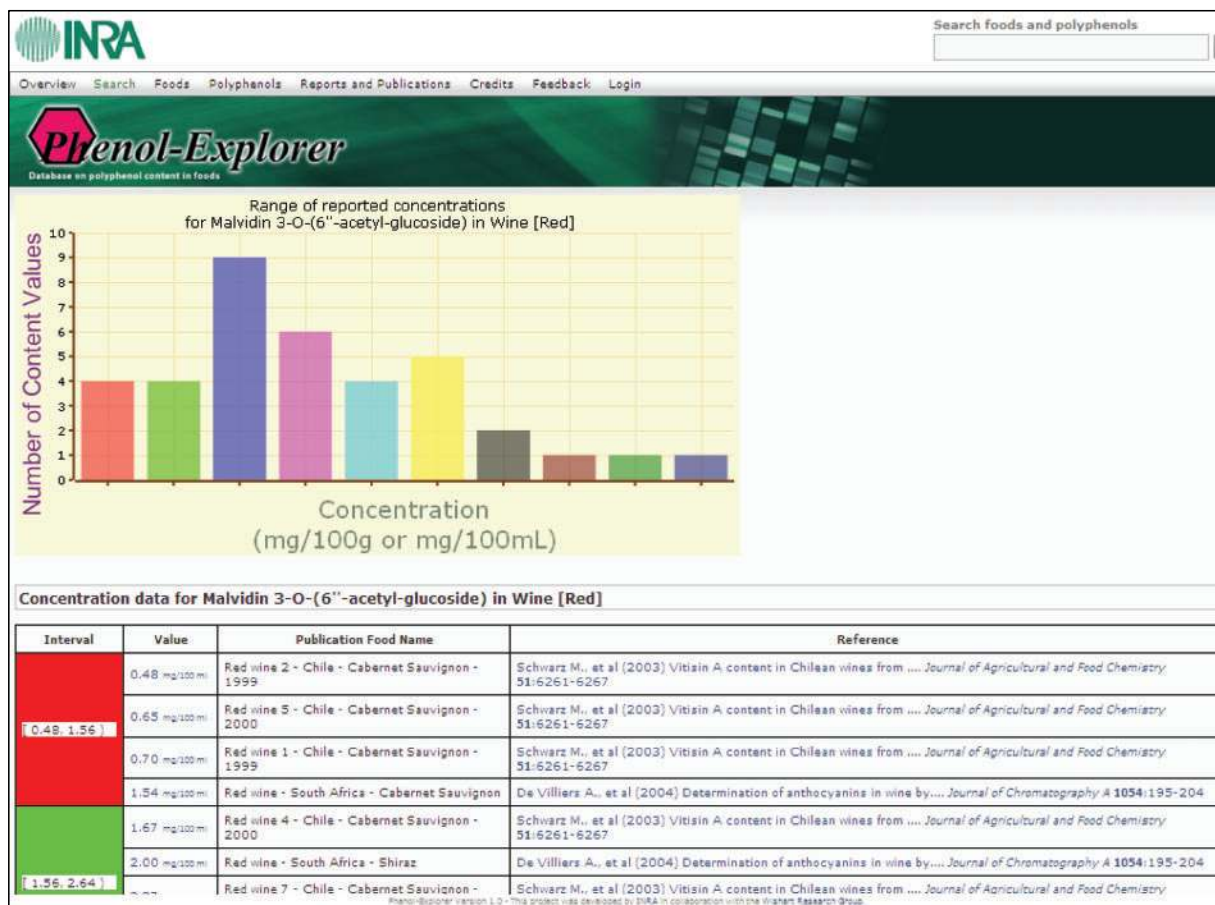 INRA
Search foods and polyphenols
Overview Search Foods Polyphenols Reports and Publications Credits Feedback Login
Phenol-Explorer
Database on polyphenol content in foods
Range of reported concentrations
for Malvidin 3-O-(6''-acetyl-glucoside) in Wine [Red]
Number of Content Values
10
9
8
7
6
5
4
3
2
1
0
Concentration
(mg/100g or mg/100mL)
Concentration data for Malvidin 3-O-(6''-acetyl-glucoside) in Wine [Red]
Interval Value Publication Food Name Reference
[ 0.48, 1.56 )
0.48 mg/100 ml
Red wine 2 - Chile - Cabernet Sauvignon -
1999
Schwarz M., et al (2003) Vitisin A content in Chilean wines from .... Journal of Agricultural and Food Chemistry
51:6261-6267
0.65 mg/100 ml
Red wine 5 - Chile - Cabernet Sauvignon -
2000
Schwarz M., et al (2003) Vitisin A content in Chilean wines from .... Journal of Agricultural and Food Chemistry
51:6261-6267
0.70 mg/100 ml
Red wine 1 - Chile - Cabernet Sauvignon -
1999
Schwarz M., et al (2003) Vitisin A content in Chilean wines from .... Journal of Agricultural and Food Chemistry
51:6261-6267
1.54 mg/100 ml Red wine - South Africa - Cabernet Sauvignon De Villiers A., et al (2004) Determination of anthocyanins in wine by.... Journal of Chromatography A 1054:195-204
[ 1.56, 2.64 )
1.67 mg/100 ml
Red wine 4 - Chile - Cabernet Sauvignon -
2000
Schwarz M., et al (2003) Vitisin A content in Chilean wines from .... Journal of Agricultural and Food Chemistry
51:6261-6267
2.00 mg/100 ml Red wine - South Africa - Shiraz De Villiers A., et al (2004) Determination of anthocyanins in wine by.... Journal of Chromatography A 1054:195-204
Red wine 7 - Chile - Cabernet Sauvignon -
Schwarz M., et al (2003) Vitisin A content in Chilean wines from .... Journal of Agricultural and Food Chemistry
Phenol-Explorer Version 1.0 - This project was developed by INRA in collaboration with the Wishart Research Group.